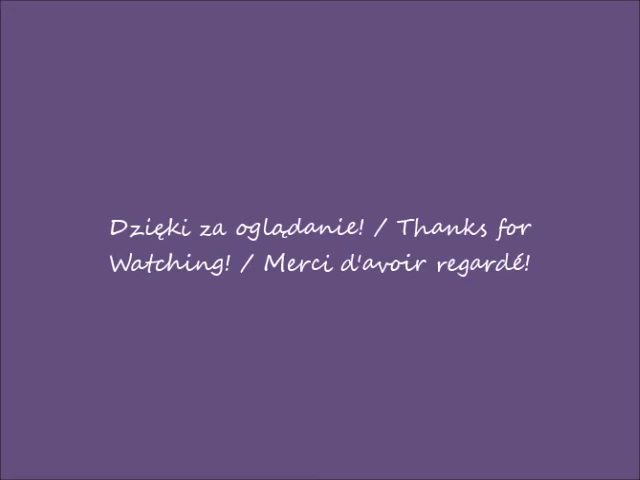 Dzięki za oglądanie! / Thanks for
Watching! / Merci d'avoir regardé!